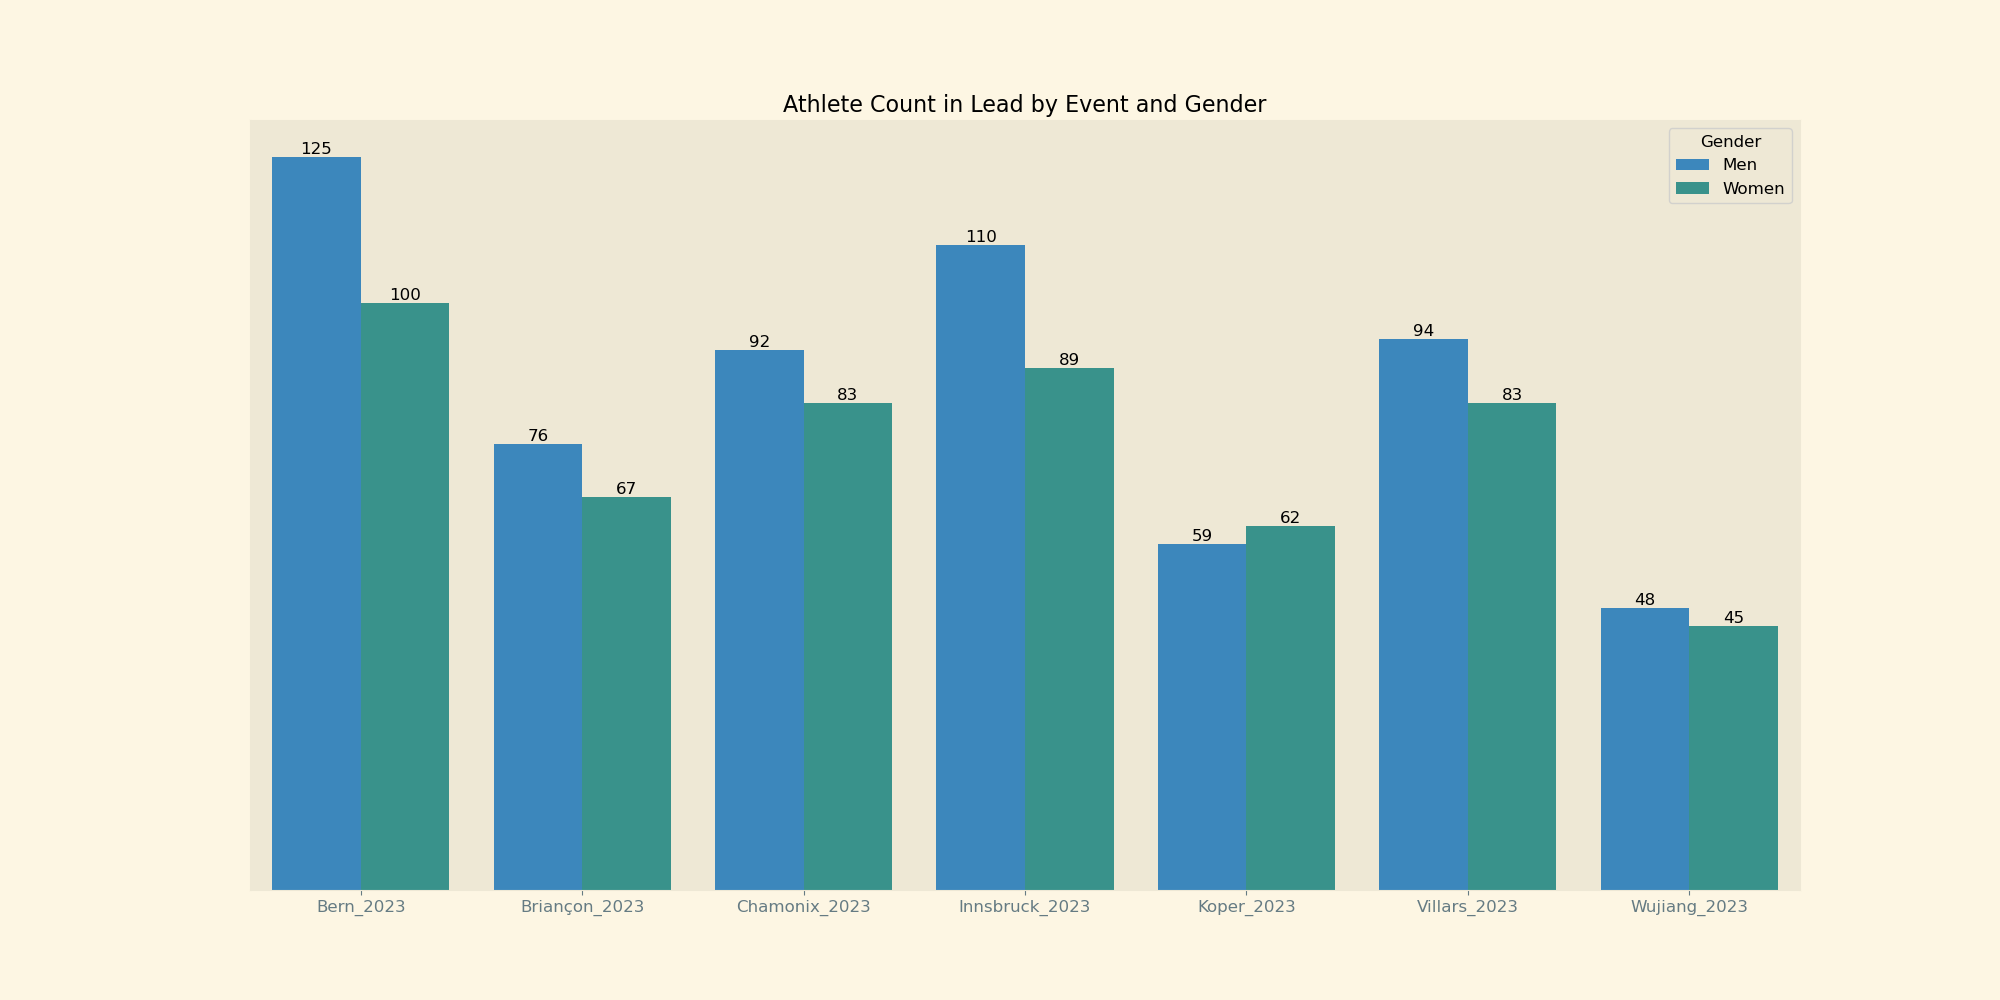 Athlete Count in Lead by Event and Gender
Gender
Men
Women
125
100
76
67
92
83
110
89
59
62
94
83
48
45
Bern_2023
Briançon_2023
Chamonix_2023
Innsbruck_2023
Koper_2023
Villars_2023
Wujiang_2023